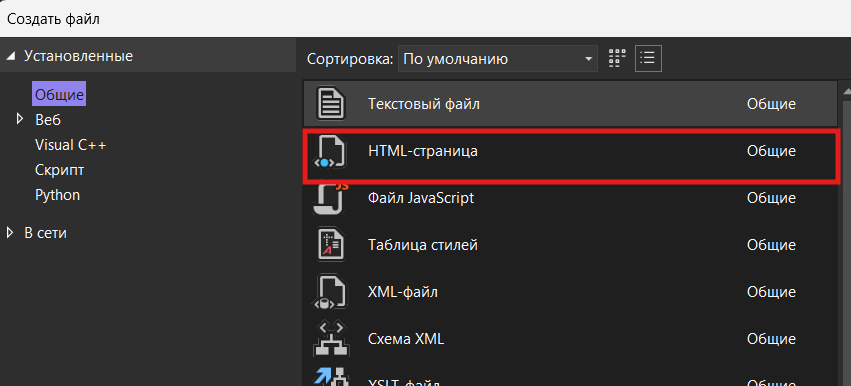 Создать файл
Установленные
Общие
Веб
Visual C++
Скрипт
Python
В сети
Сортировка: По умолчанию
Текстовый файл Общие
HTML-страница Общие
JS
Файл JavaScript Общие
Таблица стилей Общие
XML-файл Общие
Схема XML Общие
XSLT-файл Общие